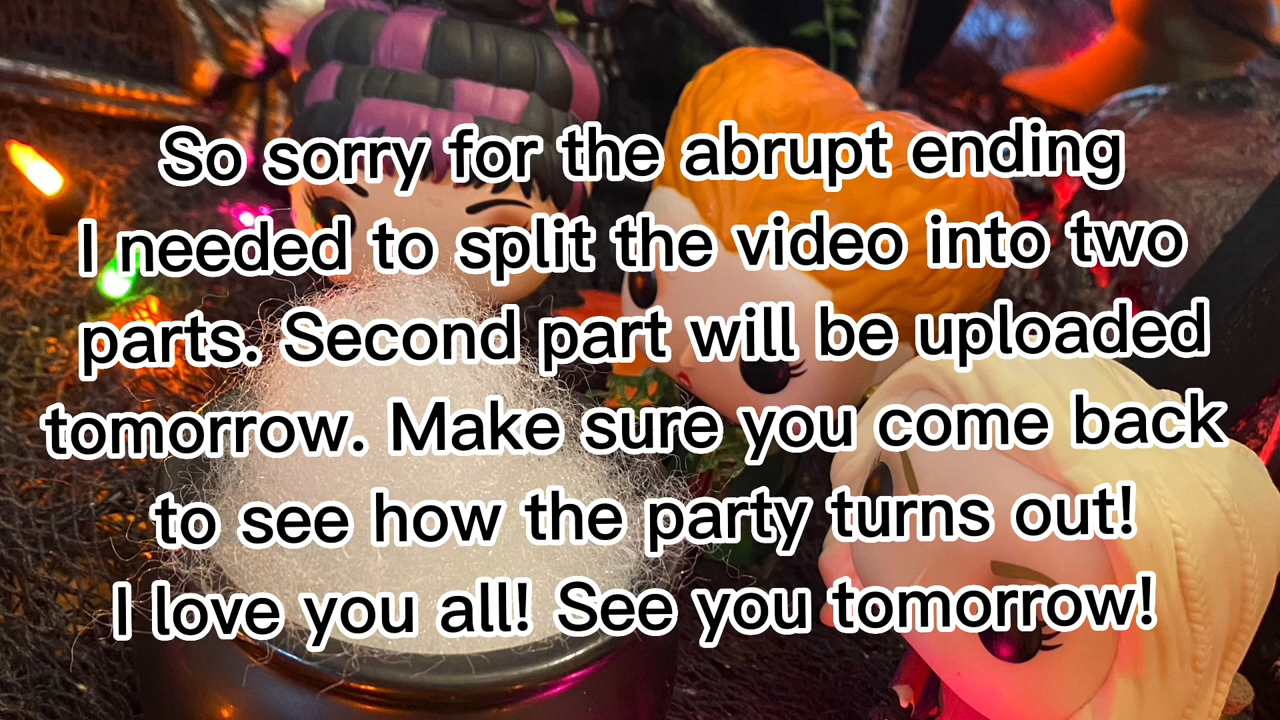 So sorry for the abrupt ending
I needed to split the video into two
parts. Second part will be uploaded
tomorrow. Make sure you come back
to see how the party turns out!
I love you all! See you tomorrow!